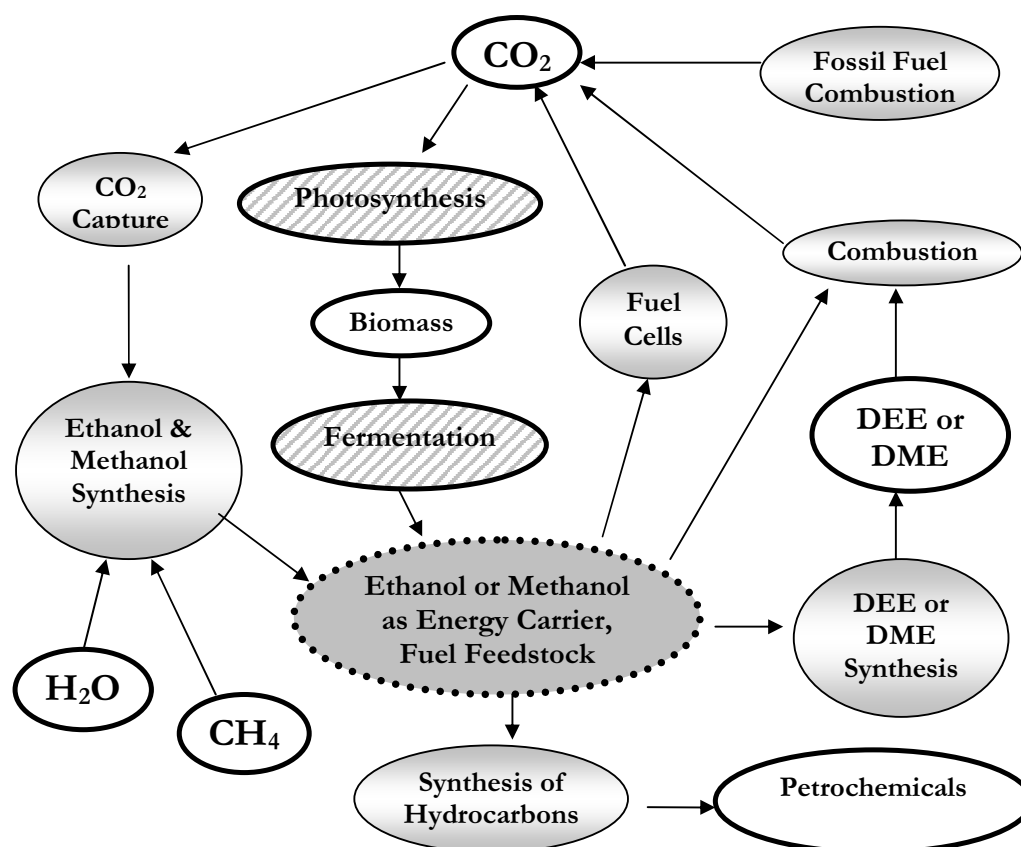 CO₂
Fossil Fuel
Combustion
CO₂
Capture
Photosynthesis
Combustion
Biomass
Fuel
Cells
Ethanol &
Methanol
Synthesis
Fermentation
DEE or
DME
Ethanol or Methanol
as Energy Carrier,
Fuel Feedstock
DEE or
DME
Synthesis
H₂O
CH₄
Synthesis of
Hydrocarbons
Petrochemicals